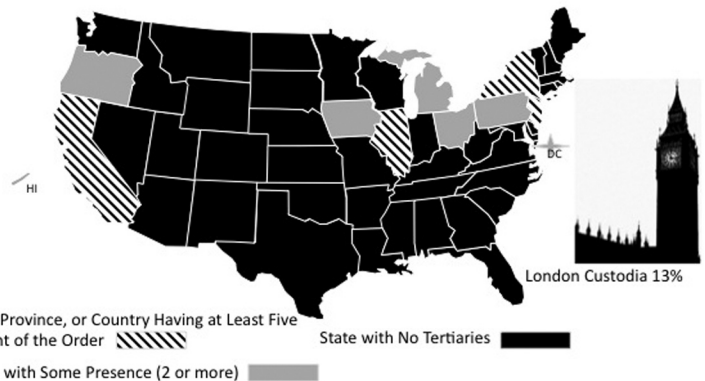 HI
DC
London Custodia 13%
Province, or Country Having at Least Five
nt of the Order
State with No Tertiaries
with Some Presence (2 or more)